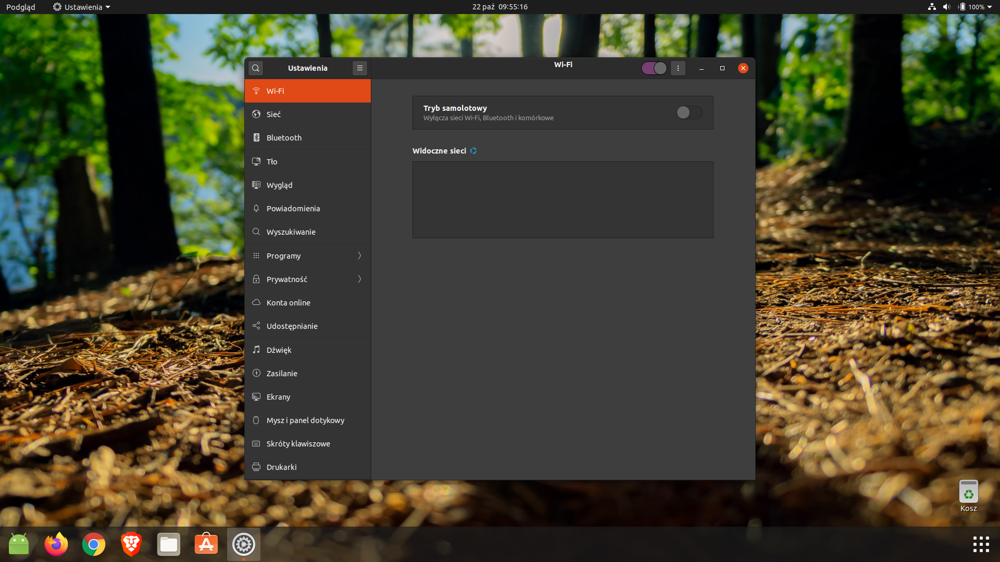 Podgląd
Ustawienia
22 paź 09:55:16
100%
Ustawienia
Wi-Fi
Wi-Fi
Sieć
Bluetooth
Tło
Wygląd
Powiadomienia
Wyszukiwanie
Programy
Prywatność
Konta online
Udostępnianie
Dźwięk
Zasilanie
Ekrany
Mysz i panel dotykowy
Skróty klawiszowe
Drukarki
Tryb samolotowy
Wyłącza sieci Wi-Fi, Bluetooth i komórkowe
Widoczne sieci
Kosz